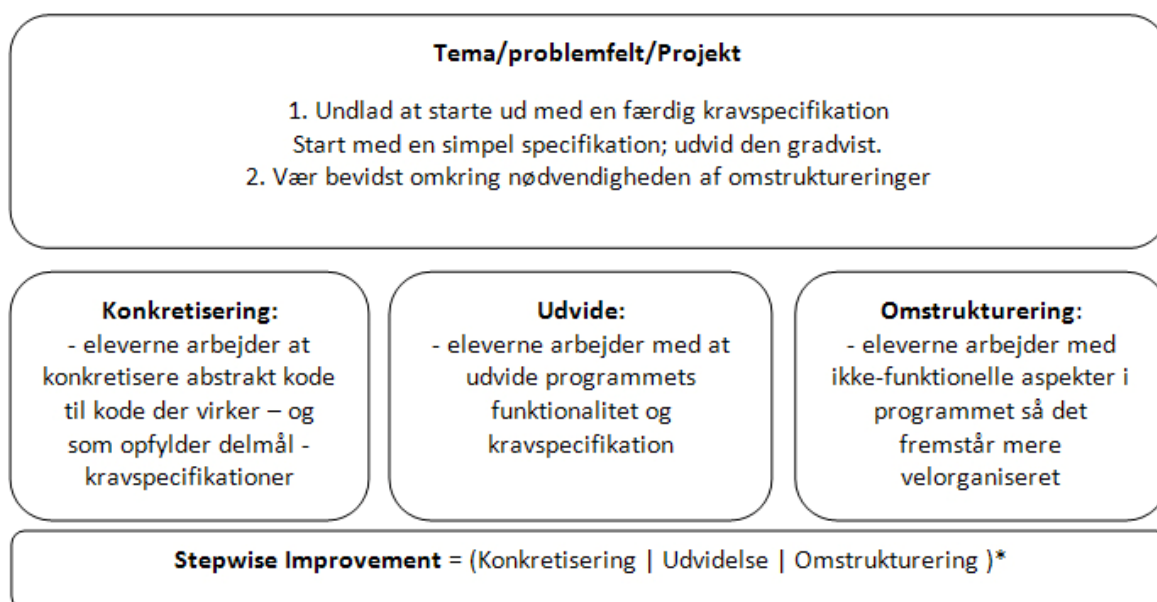 Tema/problemfelt/Projekt
1. Undlad at starte ud med en færdig kravspecifikation
Start med en simpel specifikation; udvid den gradvist.
2. Vær bevidst omkring nødvendigheden af omstruktureringer
Konkretisering:
- eleverne arbejder at
konkretisere abstrakt kode
til kode der virker – og
som opfylder delmål -
kravspecifikationer
Udvide:
- eleverne arbejder med at
udvide programmets
funktionalitet og
kravspecifikation
Omstrukturering:
- eleverne arbejder med
ikke-funktionelle aspekter i
programmet så det
fremstår mere
velorganiseret
Stepwise Improvement = (Konkretisering | Udvidelse | Omstrukturering )*